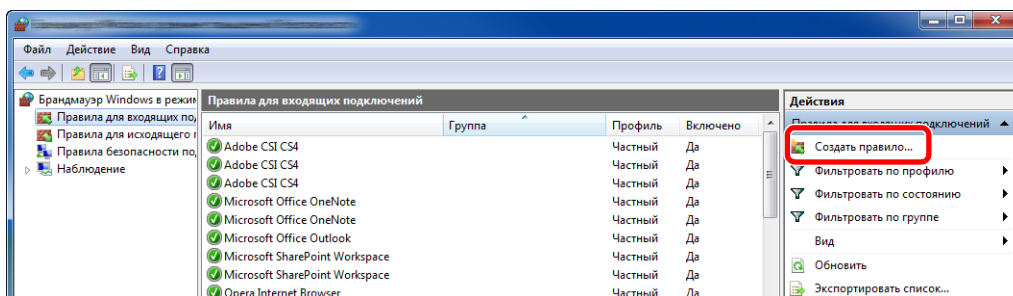 Файл Действие Вид Справка
Брандмауэр Windows в режим
Правила для входящих по
Правила для исходящего
Правила безопасности по
Наблюдение
Правила для входящих подключений
Имя Группа Профиль Включено
Adobe CSI CS4 Частный Да
Adobe CSI CS4 Частный Да
Adobe CSI CS4 Частный Да
Microsoft Office OneNote Частный Да
Microsoft Office OneNote Частный Да
Microsoft Office Outlook Частный Да
Microsoft SharePoint Workspace Частный Да
Microsoft SharePoint Workspace Частный Да
Opera Internet Browser Частный Да
Действия
Правила для входящих подключений
Создать правило...
Фильтровать по профилю
Фильтровать по состоянию
Фильтровать по группе
Вид
Обновить
Экспортировать список...